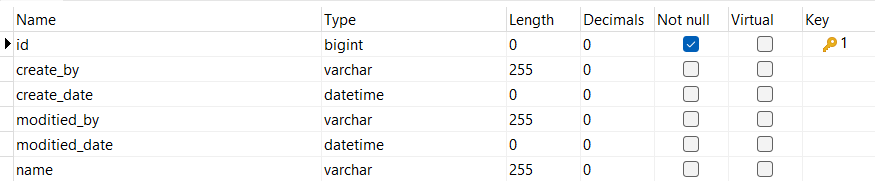 Name Type Length Decimals Not null Virtual Key
id bigint 0 0 1
create_by varchar 255 0
create_date datetime 0 0
moditied_by varchar 255 0
moditied_date datetime 0 0
name varchar 255 0